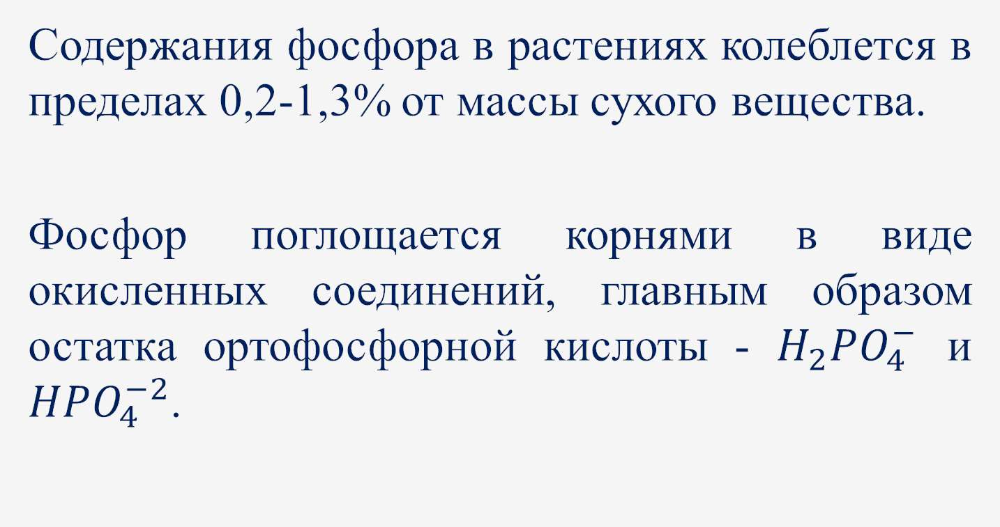 Содержания фосфора в растениях колеблется в
пределах 0,2-1,3% от массы сухого вещества.
Фосфор поглощается корнями в виде
окисленных соединений, главным образом
остатка ортофосфорной кислоты - $H_2PO_4^-$ и
$HPO_4^{-2}$.